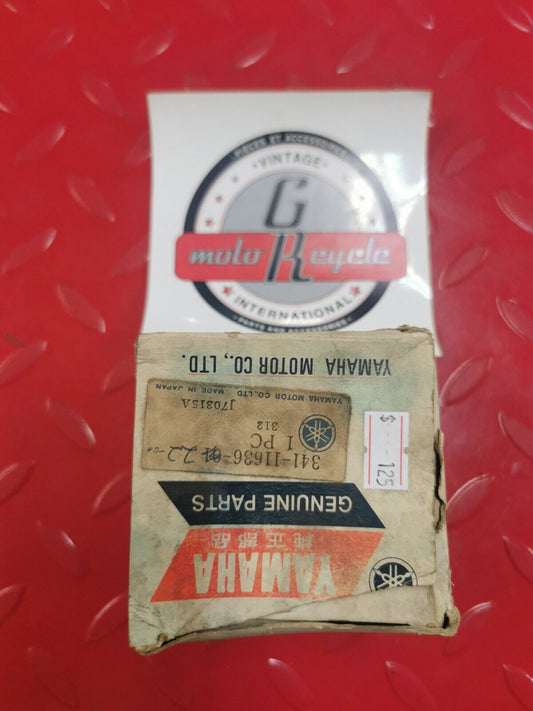 PIÈCES ET ACCESSOIRES
VINTAGE
G
moto R cycle
INTERNATIONAL
PARTS AND ACCESSORIES
YAMAHA MOTOR CO., LTD.
YAMAHA MOTOR CO., LTD. MADE IN JAPAN
J70315A
312
1 PC
341-11636-
22-0
$ - - - 125
GENUINE PARTS
純正部品
YAMAHA